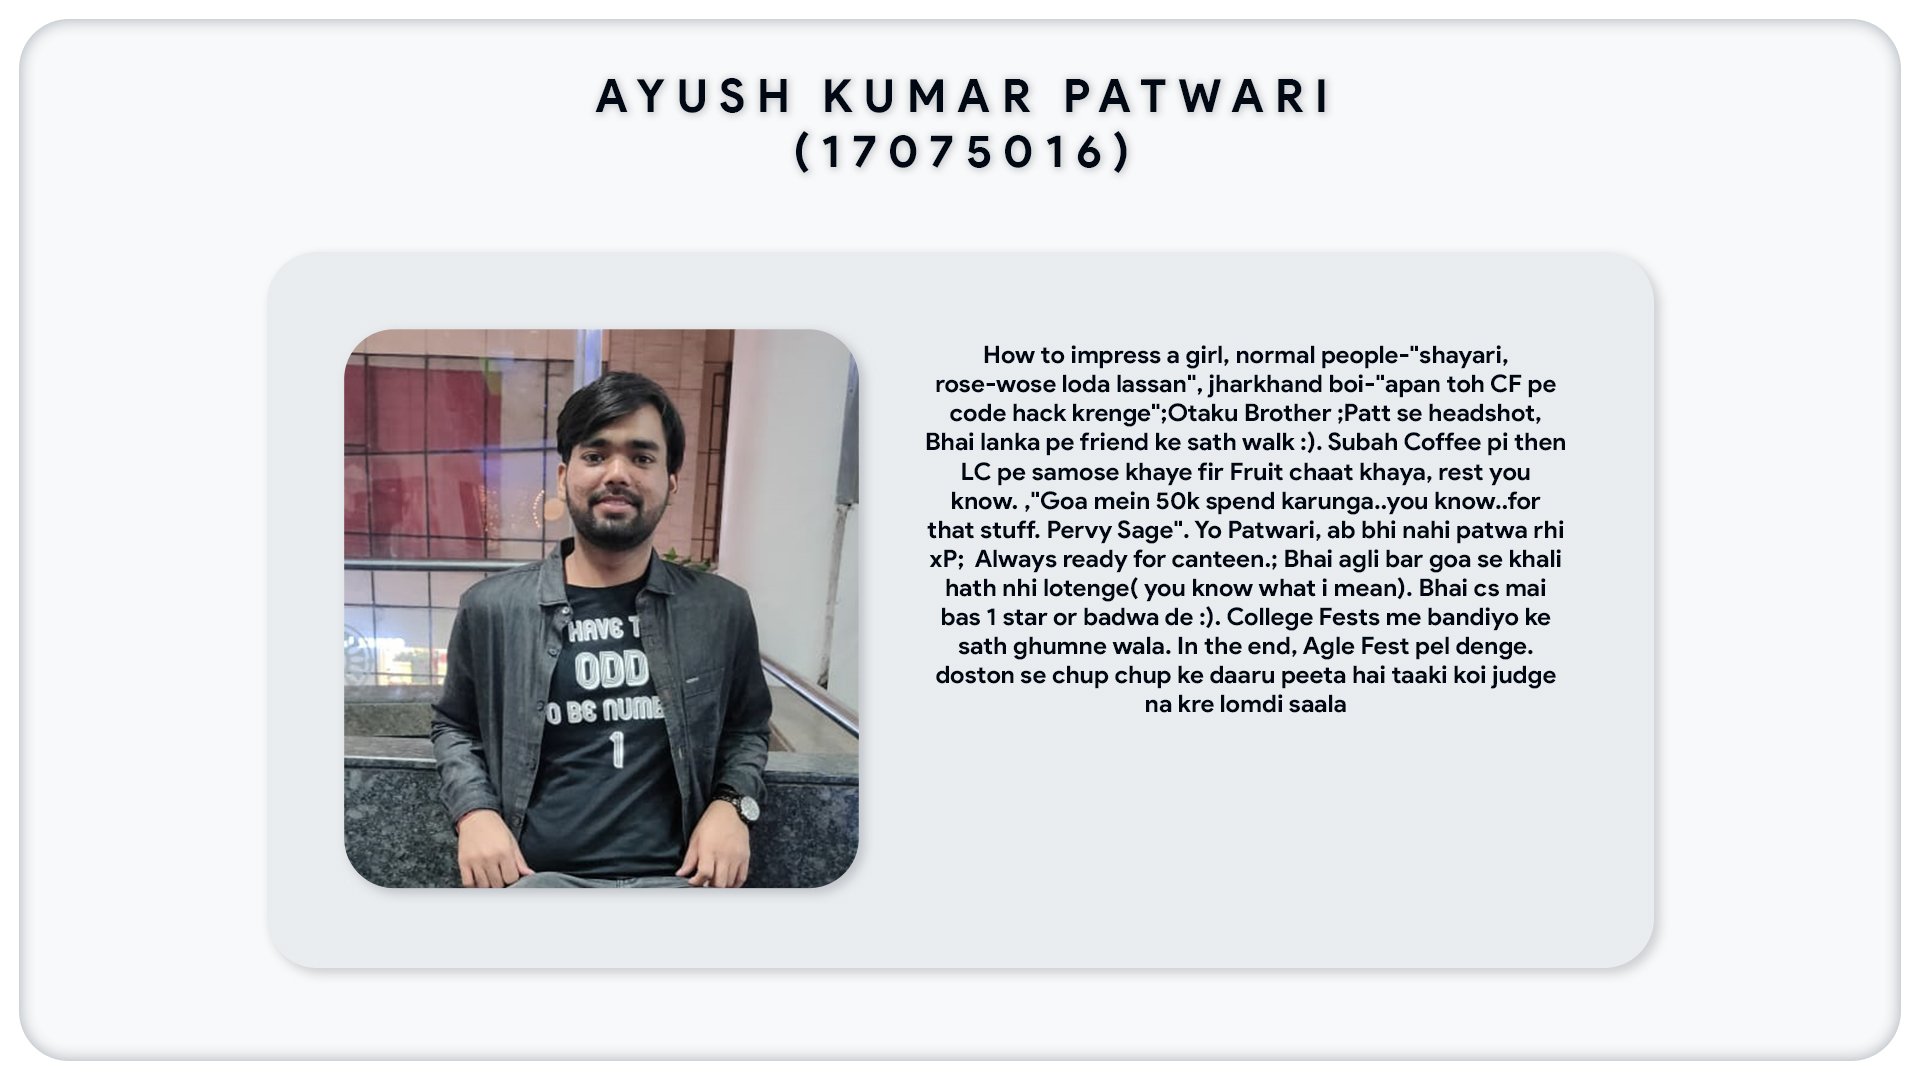 AYUSH KUMAR PATWARI
(17075016)
HAVE T
ODD
O BE NUMB
1
How to impress a girl, normal people-"shayari,
rose-wose loda lassan", jharkhand boi-"apan toh CF pe
code hack krenge";Otaku Brother ;Patt se headshot,
Bhai lanka pe friend ke sath walk :). Subah Coffee pi then
LC pe samose khaye fir Fruit chaat khaya, rest you
know. ,"Goa mein 50k spend karunga..you know..for
that stuff. Pervy Sage". Yo Patwari, ab bhi nahi patwa rhi
xP;  Always ready for canteen.; Bhai agli bar goa se khali
hath nhi lotenge( you know what i mean). Bhai cs mai
bas 1 star or badwa de :). College Fests me bandiyo ke
sath ghumne wala. In the end, Agle Fest pel denge.
doston se chup chup ke daaru peeta hai taaki koi judge
na kre lomdi saala